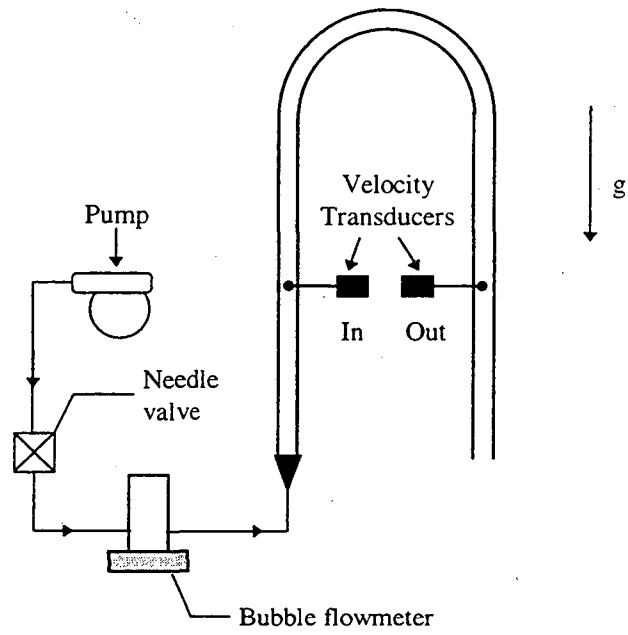 Velocity
Transducers
g
Pump
In
Out
Needle
valve
Bubble flowmeter